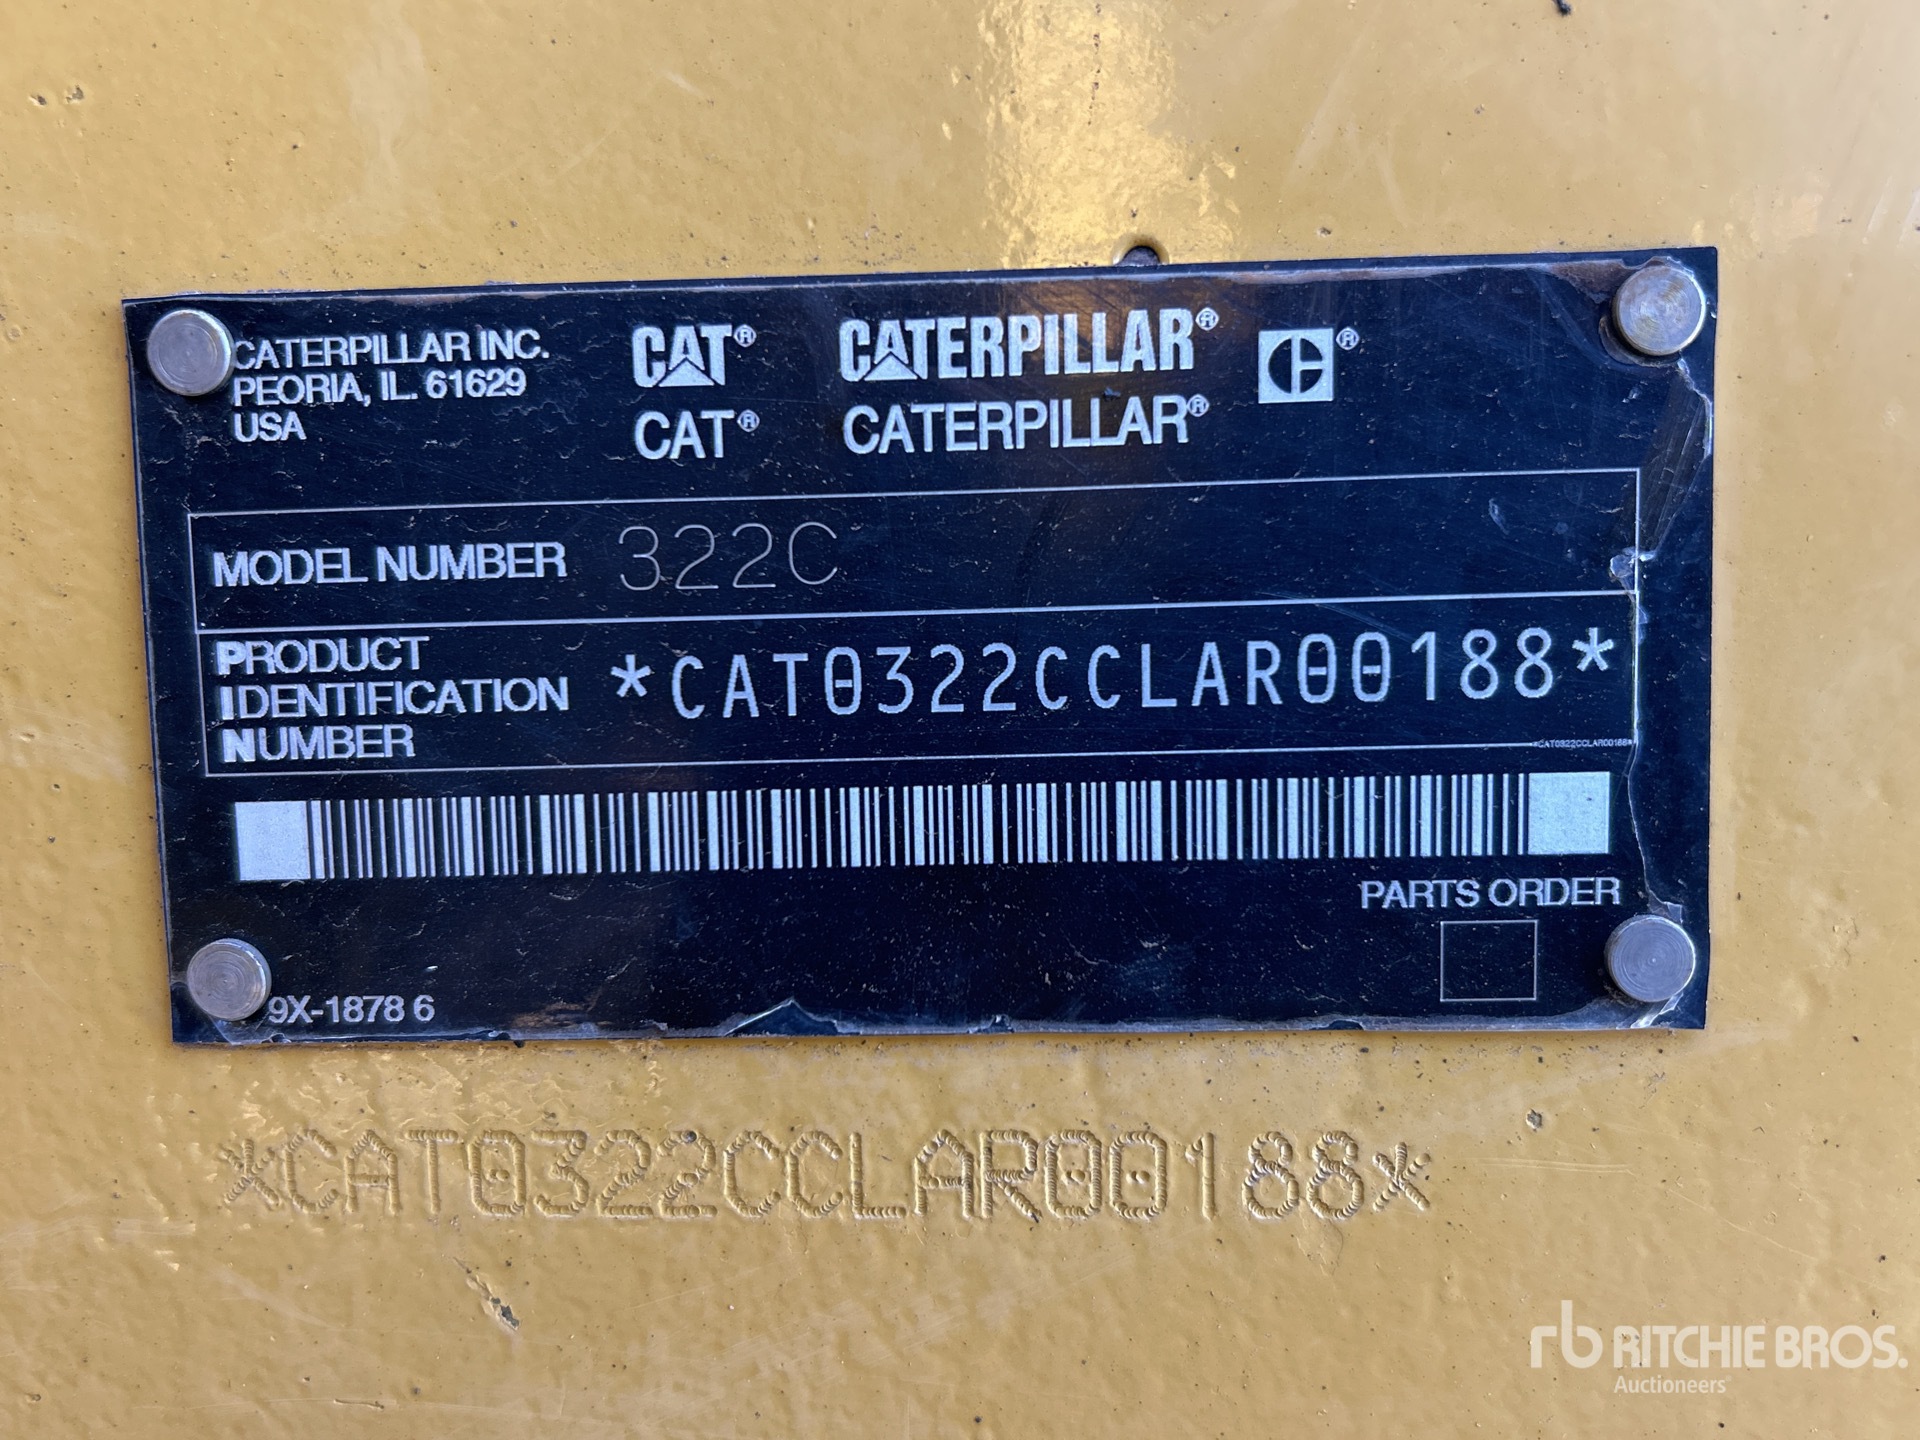 CATERPILLAR INC.
PEORIA, IL. 61629
USA
CAT® CATERPILLAR®
CAT® CATERPILLAR®
MODEL NUMBER 322C
PRODUCT
IDENTIFICATION
NUMBER
*CAT0322CCLAR00188*
*CAT0322CCLAR00188*
PARTS ORDER
9X-1878 6
*CAT0322CCLAR00188*
rb RITCHIE BROS.
Auctioneers